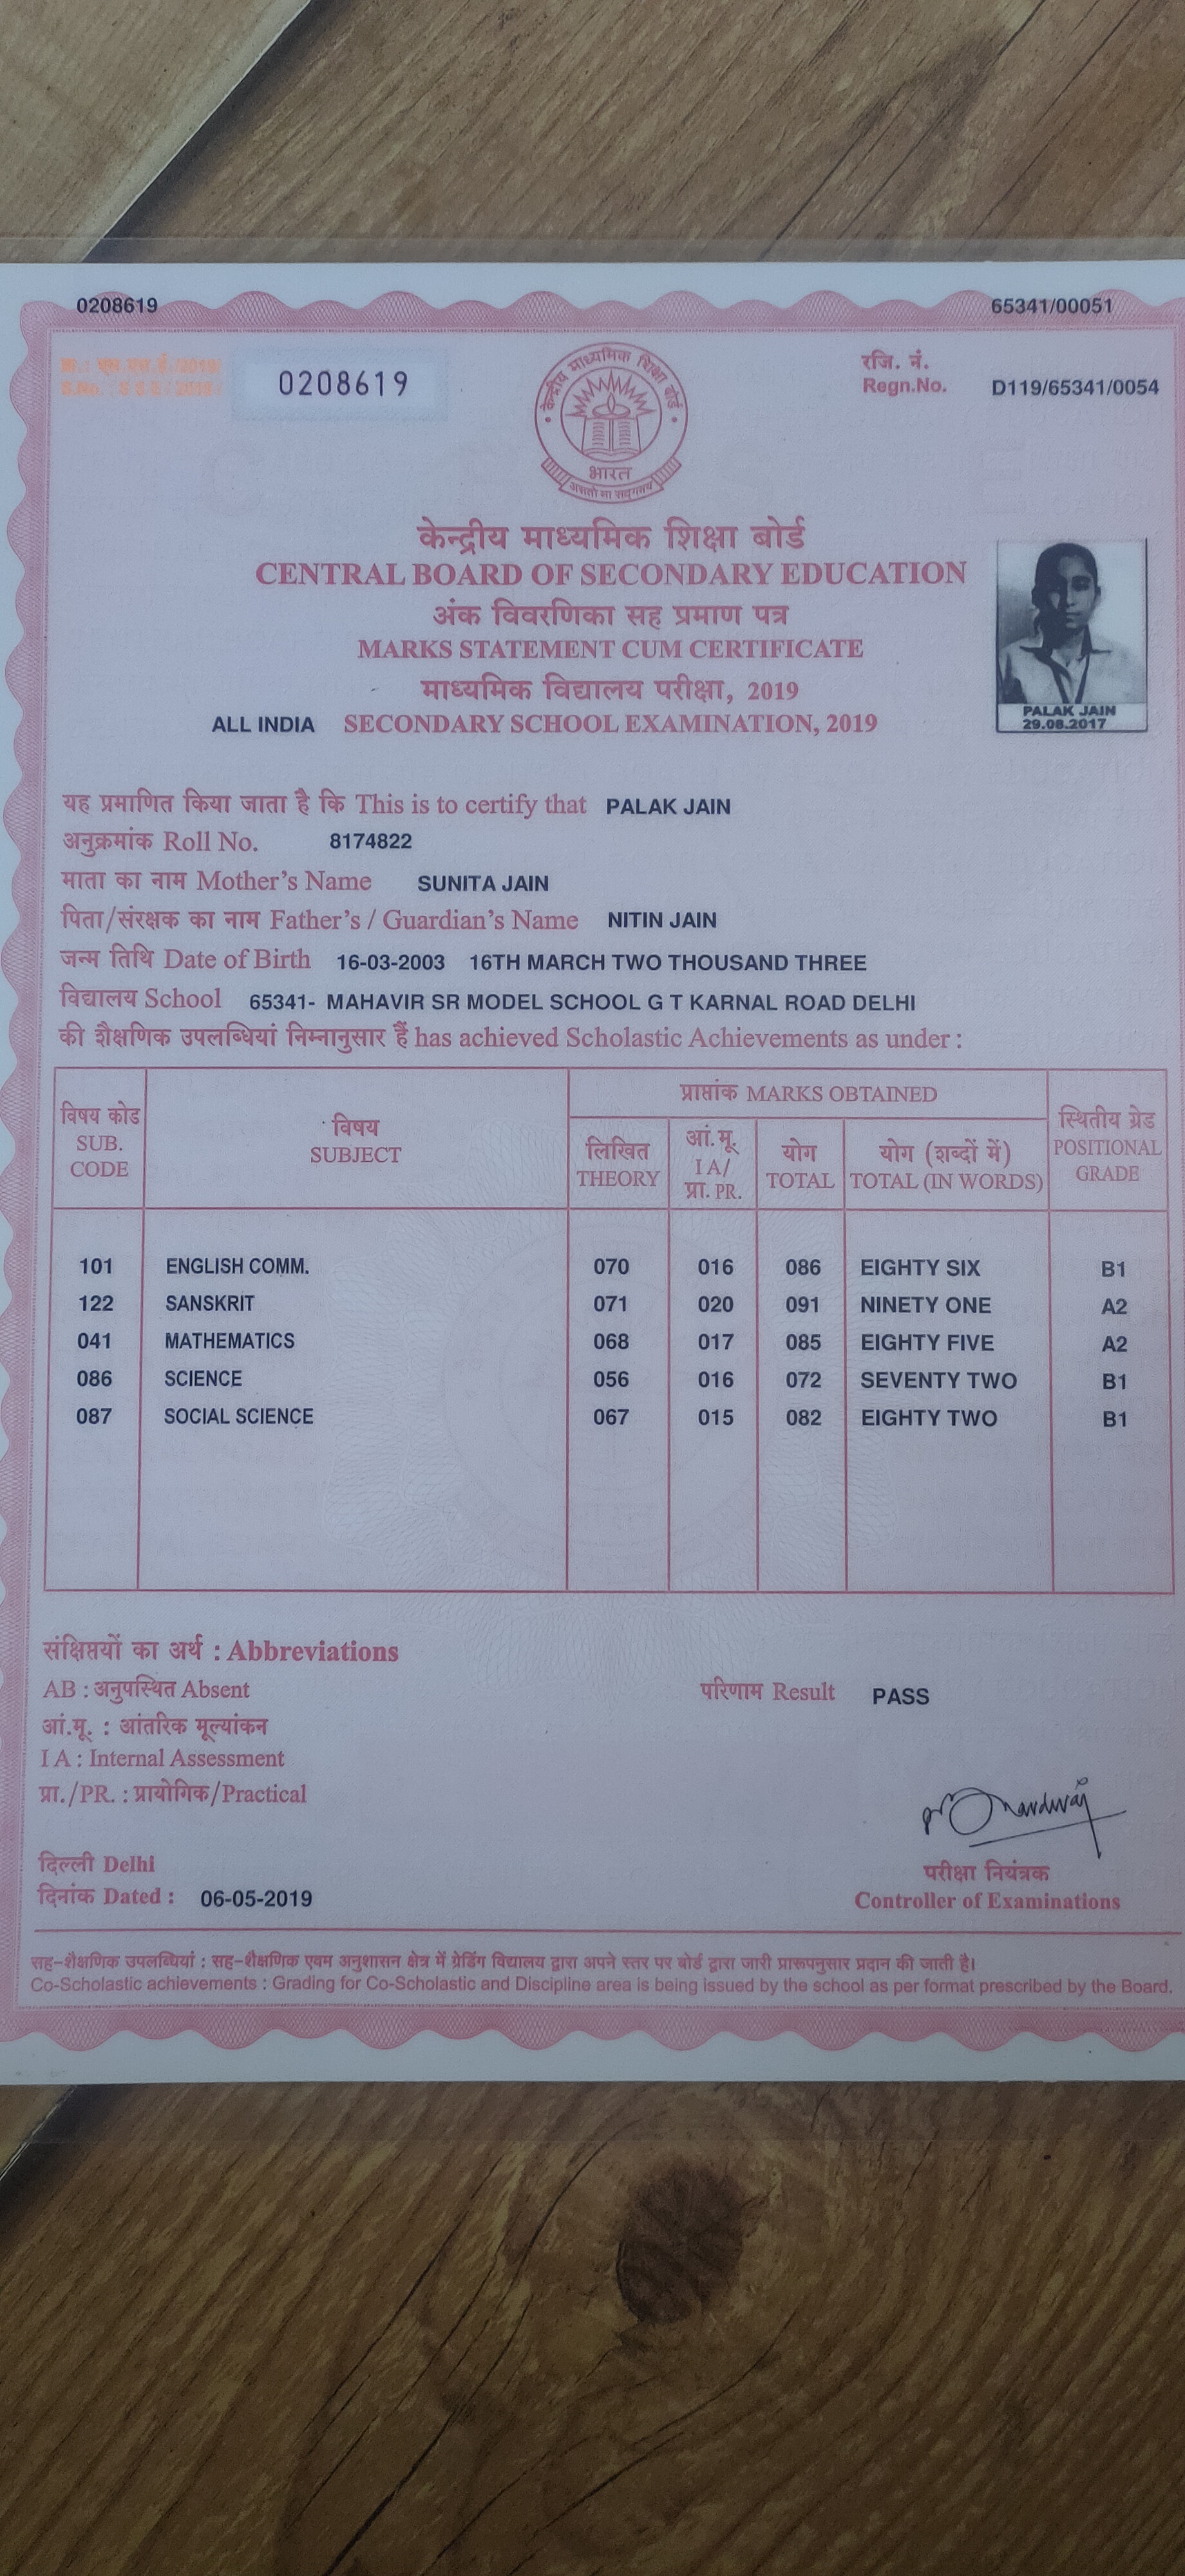 0208619 65341/00051
क्र.: एस.एस.ई./2019/
S.No. : S S E / 2019 / 0208619
रजि. नं.
Regn.No. D119/65341/0054
केन्द्रीय माध्यमिक शिक्षा बोर्ड
भारत
असतो मा सद्गमय
केन्द्रीय माध्यमिक शिक्षा बोर्ड
CENTRAL BOARD OF SECONDARY EDUCATION
अंक विवरणिका सह प्रमाण पत्र
MARKS STATEMENT CUM CERTIFICATE
माध्यमिक विद्यालय परीक्षा, 2019
ALL INDIA SECONDARY SCHOOL EXAMINATION, 2019
PALAK JAIN
29.08.2017
यह प्रमाणित किया जाता है कि This is to certify that PALAK JAIN
अनुक्रमांक Roll No. 8174822
माता का नाम Mother's Name SUNITA JAIN
पिता/संरक्षक का नाम Father's / Guardian's Name NITIN JAIN
जन्म तिथि Date of Birth 16-03-2003 16TH MARCH TWO THOUSAND THREE
विद्यालय School 65341- MAHAVIR SR MODEL SCHOOL G T KARNAL ROAD DELHI
की शैक्षणिक उपलब्धियां निम्नानुसार हैं has achieved Scholastic Achievements as under :
विषय कोड
SUB.
CODE
विषय
SUBJECT
प्राप्तांक MARKS OBTAINED
लिखित
THEORY
आं.मू.
I A/
प्रा. PR.
योग
TOTAL
योग (शब्दों में)
TOTAL (IN WORDS)
स्थितीय ग्रेड
POSITIONAL
GRADE
101 ENGLISH COMM. 070 016 086 EIGHTY SIX B1
122 SANSKRIT 071 020 091 NINETY ONE A2
041 MATHEMATICS 068 017 085 EIGHTY FIVE A2
086 SCIENCE 056 016 072 SEVENTY TWO B1
087 SOCIAL SCIENCE 067 015 082 EIGHTY TWO B1
संक्षिप्तयों का अर्थ : Abbreviations
AB : अनुपस्थित Absent
परिणाम Result PASS
आं.मू. : आंतरिक मूल्यांकन
I A : Internal Assessment
प्रा./PR. : प्रायोगिक/Practical
दिल्ली Delhi
दिनांक Dated : 06-05-2019
परीक्षा नियंत्रक
Controller of Examinations
सह-शैक्षणिक उपलब्धियां : सह-शैक्षणिक एवम अनुशासन क्षेत्र में ग्रेडिंग विद्यालय द्वारा अपने स्तर पर बोर्ड द्वारा जारी प्रारूपनुसार प्रदान की जाती है।
Co-Scholastic achievements : Grading for Co-Scholastic and Discipline area is being issued by the school as per format prescribed by the Board.